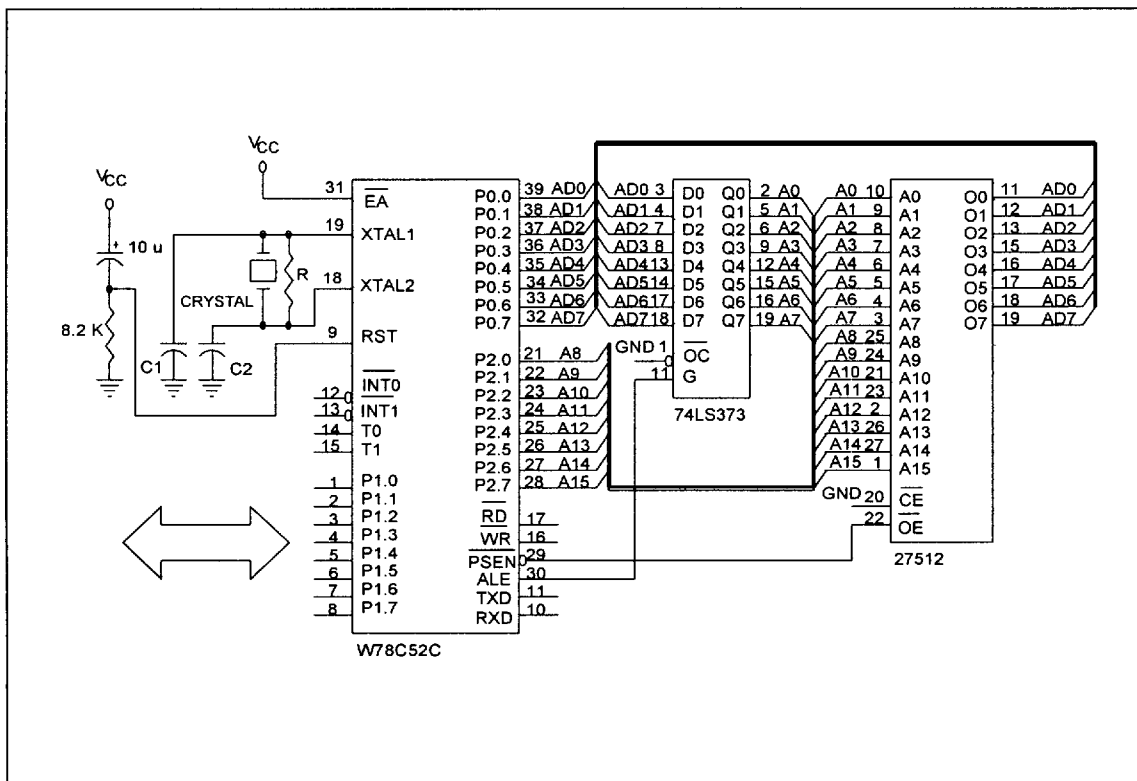 VCC
10 u
8.2 K
C1
C2
CRYSTAL
R
VCC
31 EA
19 XTAL1
18 XTAL2
9 RST
12 INT0
13 INT1
14 T0
15 T1
1 P1.0
2 P1.1
3 P1.2
4 P1.3
5 P1.4
6 P1.5
7 P1.6
8 P1.7
P0.0 39 AD0
P0.1 38 AD1
P0.2 37 AD2
P0.3 36 AD3
P0.4 35 AD4
P0.5 34 AD5
P0.6 33 AD6
P0.7 32 AD7
P2.0 21 A8
P2.1 22 A9
P2.2 23 A10
P2.3 24 A11
P2.4 25 A12
P2.5 26 A13
P2.6 27 A14
P2.7 28 A15
RD 17
WR 16
PSEN 29
ALE 30
TXD 11
RXD 10
W78C52C
AD0 3 D0 Q0 2 A0
AD1 4 D1 Q1 5 A1
AD2 7 D2 Q2 6 A2
AD3 8 D3 Q3 9 A3
AD4 13 D4 Q4 12 A4
AD5 14 D5 Q5 15 A5
AD6 17 D6 Q6 16 A6
AD7 18 D7 Q7 19 A7
GND 1 OC
11 G
74LS373
A0 10 A0 O0 11 AD0
A1 9 A1 O1 12 AD1
A2 8 A2 O2 13 AD2
A3 7 A3 O3 15 AD3
A4 6 A4 O4 16 AD4
A5 5 A5 O5 17 AD5
A6 4 A6 O6 18 AD6
A7 3 A7 O7 19 AD7
A8 25 A8
A9 24 A9
A10 21 A10
A11 23 A11
A12 2 A12
A13 26 A13
A14 27 A14
A15 1 A15
GND 20 CE
22 OE
27512